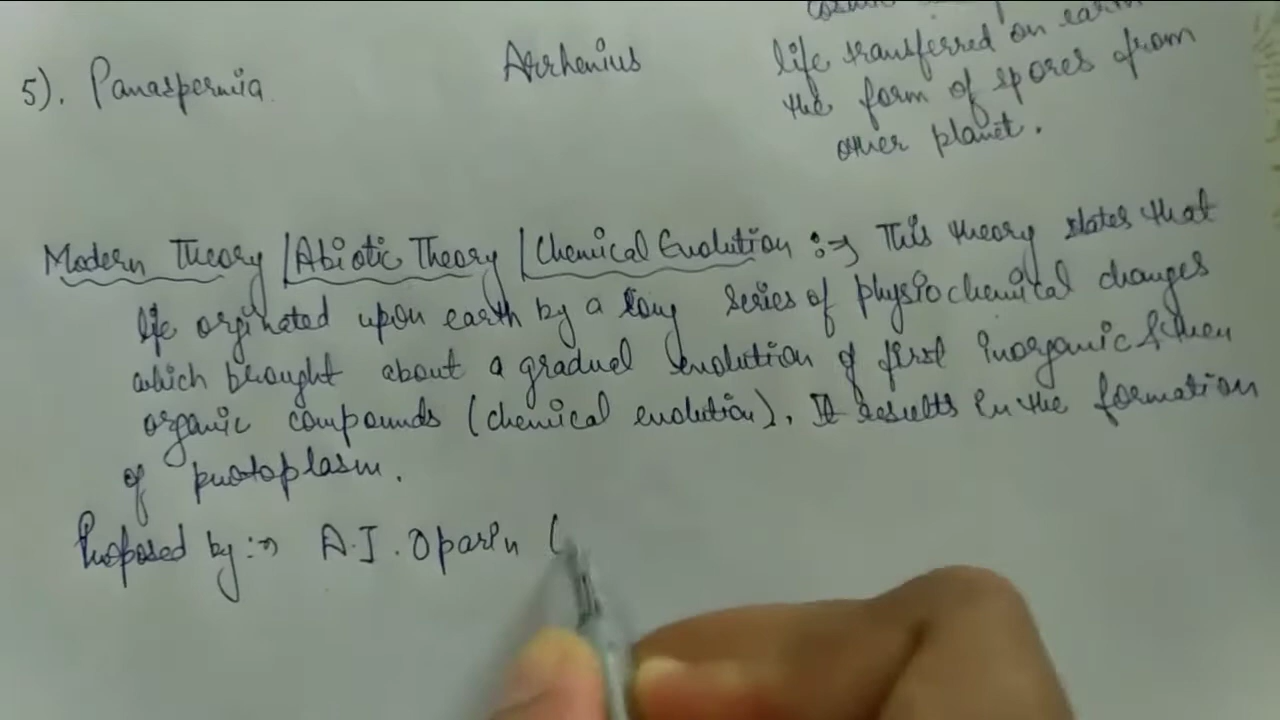 cosmic
5). Panaspermia Arrhenius life transferred on earth
the form of spores from
other planet.
Modern Theory | Abiotic Theory | Chemical Evolution :→ This theory states that
life orginated upon earth by a long series of physiochemical changes
which brought about a gradual evolution of first inorganic & then
organic compounds (chemical evolution). It results in the formation
of protoplasm.
Proposed by :→ A.I. Oparin (